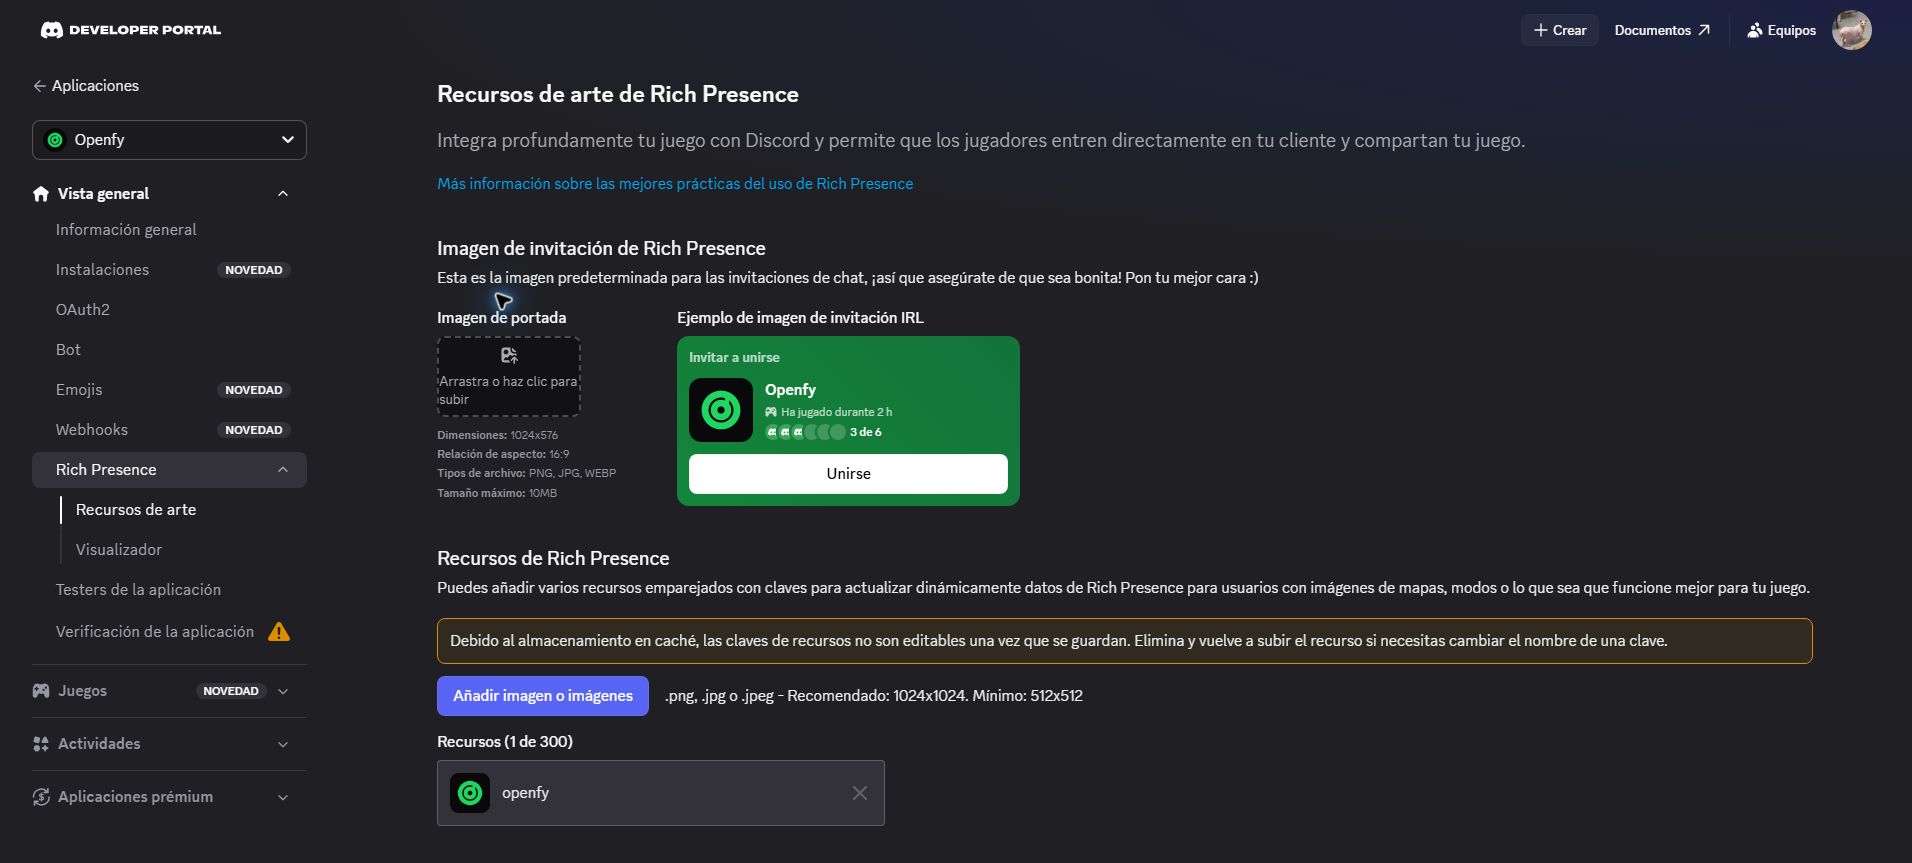 DEVELOPER PORTAL
Crear
Documentos
Equipos
Aplicaciones
Openfy
Vista general
Información general
Instalaciones NOVEDAD
OAuth2
Bot
Emojis NOVEDAD
Webhooks NOVEDAD
Rich Presence
Recursos de arte
Visualizador
Testers de la aplicación
Verificación de la aplicación
Juegos NOVEDAD
Actividades
Aplicaciones prémium
Recursos de arte de Rich Presence
Integra profundamente tu juego con Discord y permite que los jugadores entren directamente en tu cliente y compartan tu juego.
Más información sobre las mejores prácticas del uso de Rich Presence
Imagen de invitación de Rich Presence
Esta es la imagen predeterminada para las invitaciones de chat, ¡así que asegúrate de que sea bonita! Pon tu mejor cara :)
Imagen de portada
Arrastra o haz clic para
subir
Dimensiones: 1024x576
Relación de aspecto: 16:9
Tipos de archivo: PNG, JPG, WEBP
Tamaño máximo: 10MB
Ejemplo de imagen de invitación IRL
Invitar a unirse
Openfy
Ha jugado durante 2 h
3 de 6
Unirse
Recursos de Rich Presence
Puedes añadir varios recursos emparejados con claves para actualizar dinámicamente datos de Rich Presence para usuarios con imágenes de mapas, modos o lo que sea que funcione mejor para tu juego.
Debido al almacenamiento en caché, las claves de recursos no son editables una vez que se guardan. Elimina y vuelve a subir el recurso si necesitas cambiar el nombre de una clave.
Añadir imagen o imágenes
.png, .jpg o .jpeg - Recomendado: 1024x1024. Mínimo: 512x512
Recursos (1 de 300)
openfy